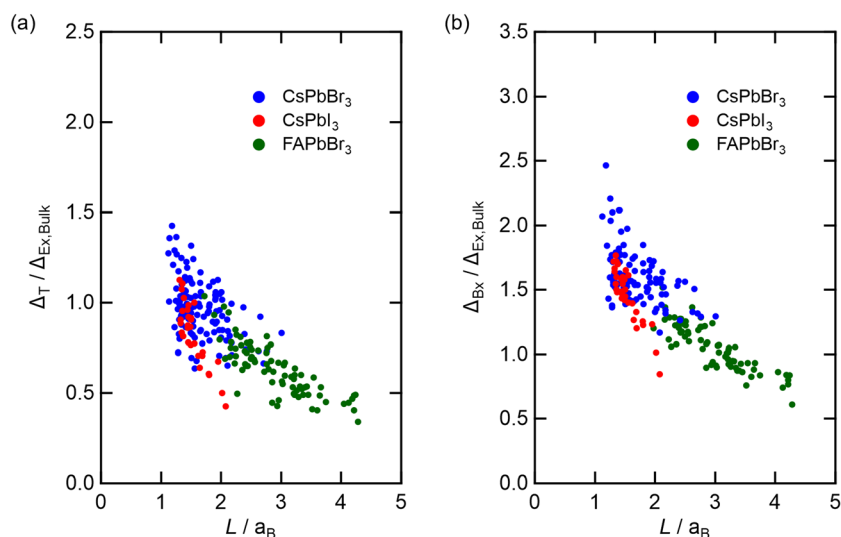 (a)
2.5
2.0
1.5
1.0
0.5
0.0
Δ_T / Δ_Ex,Bulk
CsPbBr₃
CsPbI₃
FAPbBr₃
0 1 2 3 4 5
L / a_B
(b)
3.5
3.0
2.5
2.0
1.5
1.0
0.5
0.0
Δ_Bx / Δ_Ex,Bulk
CsPbBr₃
CsPbI₃
FAPbBr₃
0 1 2 3 4 5
L / a_B